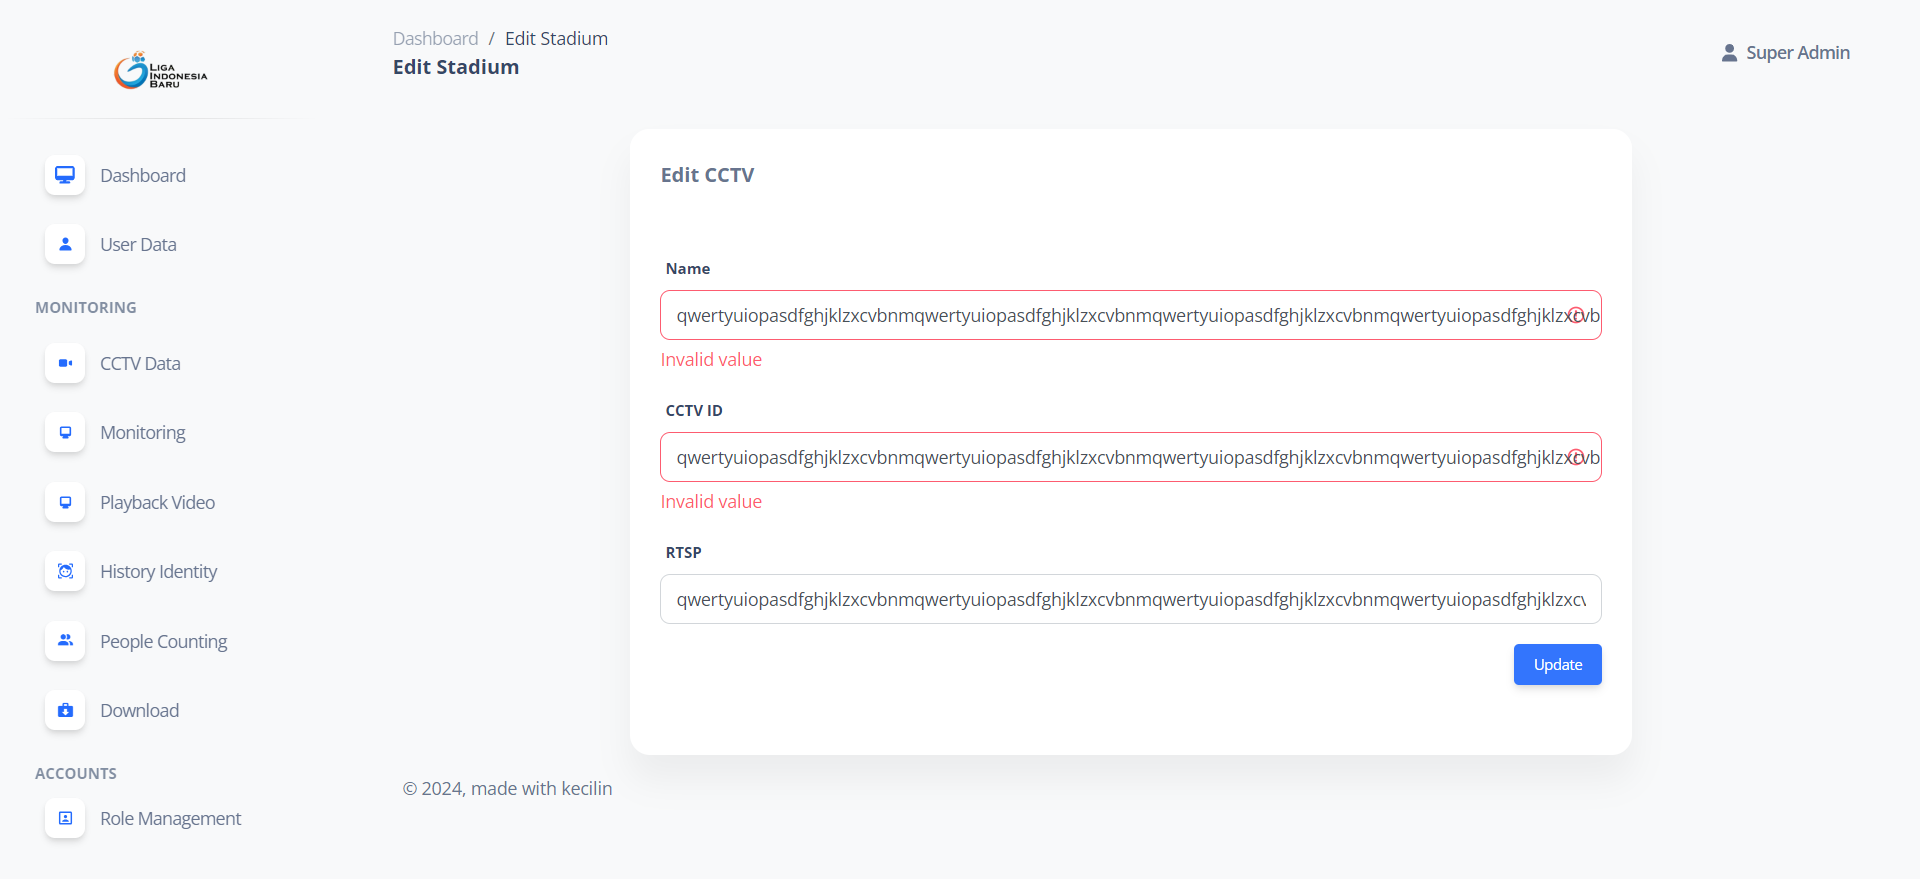 LIGA
INDONESIA
BARU
Dashboard / Edit Stadium
Edit Stadium
Super Admin
Dashboard
User Data
MONITORING
CCTV Data
Monitoring
Playback Video
History Identity
People Counting
Download
ACCOUNTS
Role Management
Edit CCTV
Name
qwertyuiopasdfghjklzxcvbnmqwertyuiopasdfghjklzxcvbnmqwertyuiopasdfghjklzxcvbnmqwertyuiopasdfghjklzxcvb
Invalid value
CCTV ID
qwertyuiopasdfghjklzxcvbnmqwertyuiopasdfghjklzxcvbnmqwertyuiopasdfghjklzxcvbnmqwertyuiopasdfghjklzxcvb
Invalid value
RTSP
qwertyuiopasdfghjklzxcvbnmqwertyuiopasdfghjklzxcvbnmqwertyuiopasdfghjklzxcvbnmqwertyuiopasdfghjklzxcv
Update
© 2024, made with kecilin